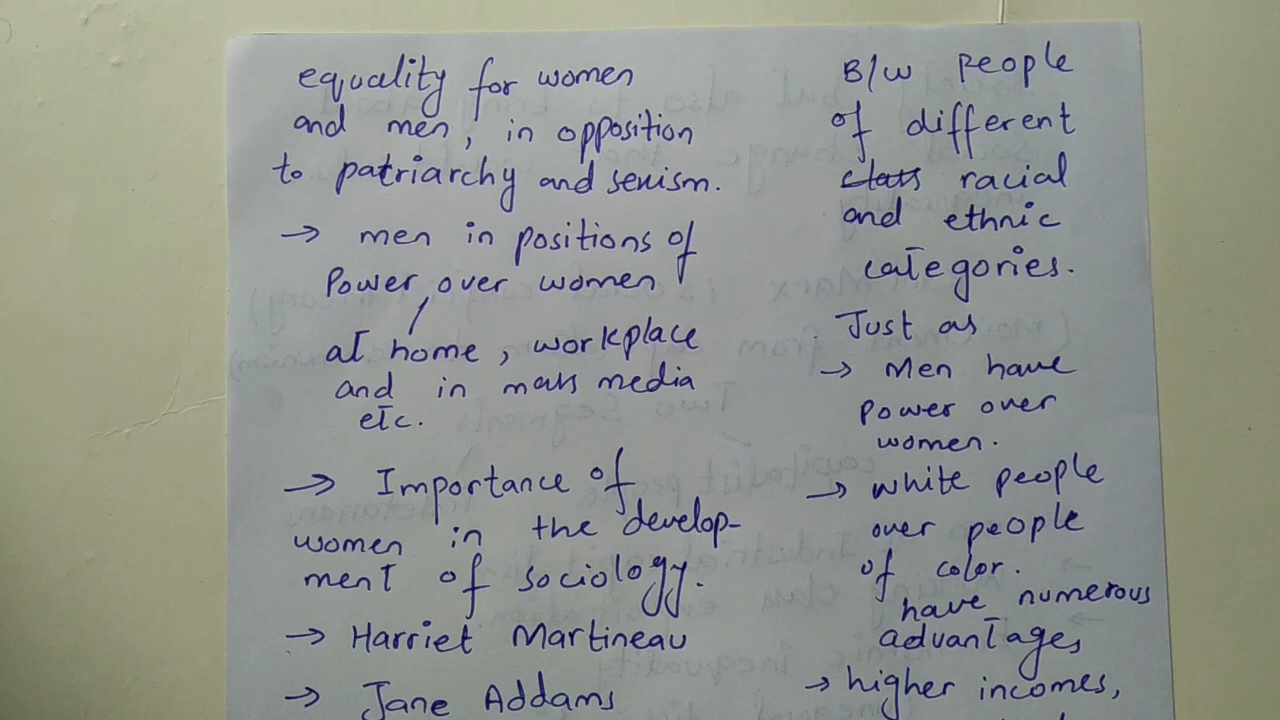 equality for women
and men, in opposition
to patriarchy and sexism.
→ men in positions of
Power over women
at home, workplace
and in mass media
etc.
→ Importance of
women in the develop-
ment of sociology.
→ Harriet Martineau
→ Jane Addams
B/w People
of different
class racial
and ethnic
categories.
Just as
→ Men have
power over
women.
→ white people
over people
of color.
have numerous
advantages
→ higher incomes,